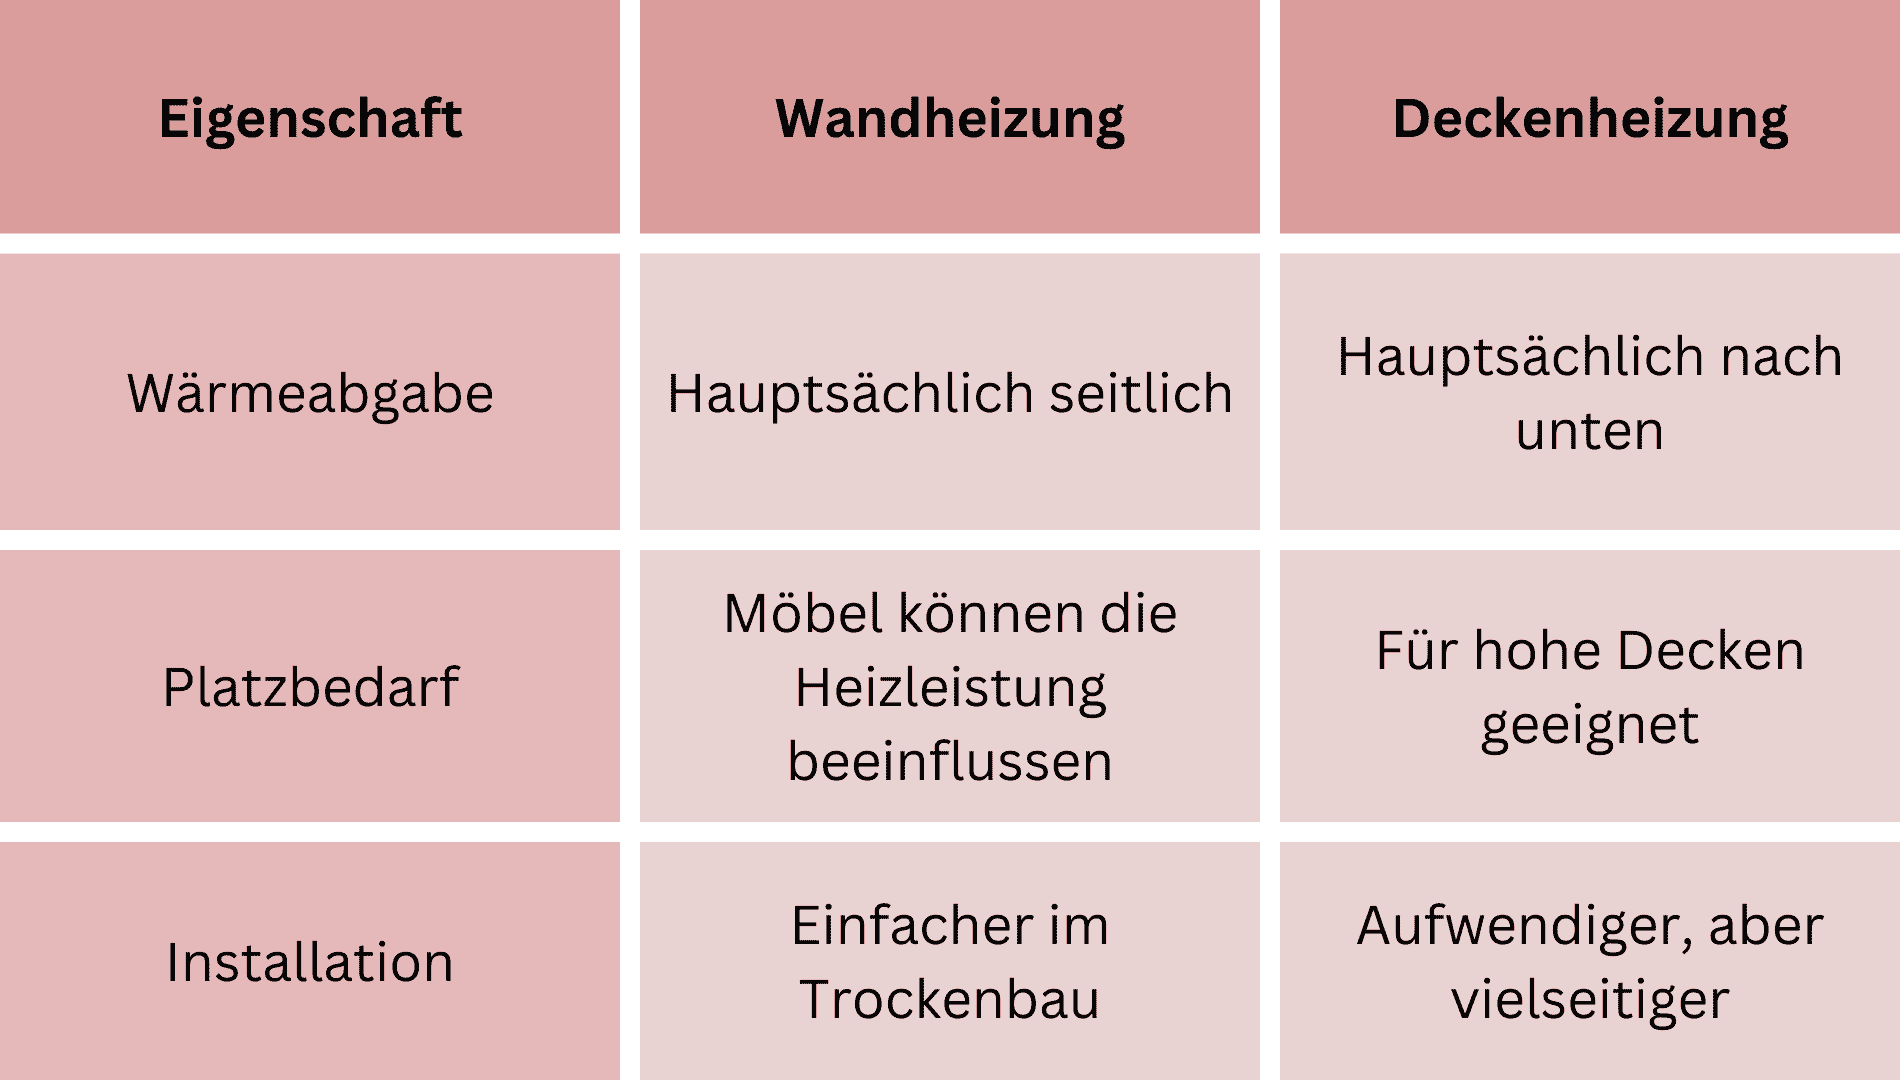 Eigenschaft
Wandheizung
Deckenheizung
Wärmeabgabe
Hauptsächlich seitlich
Hauptsächlich nach
unten
Platzbedarf
Möbel können die
Heizleistung
beeinflussen
Für hohe Decken
geeignet
Installation
Einfacher im
Trockenbau
Aufwendiger, aber
vielseitiger